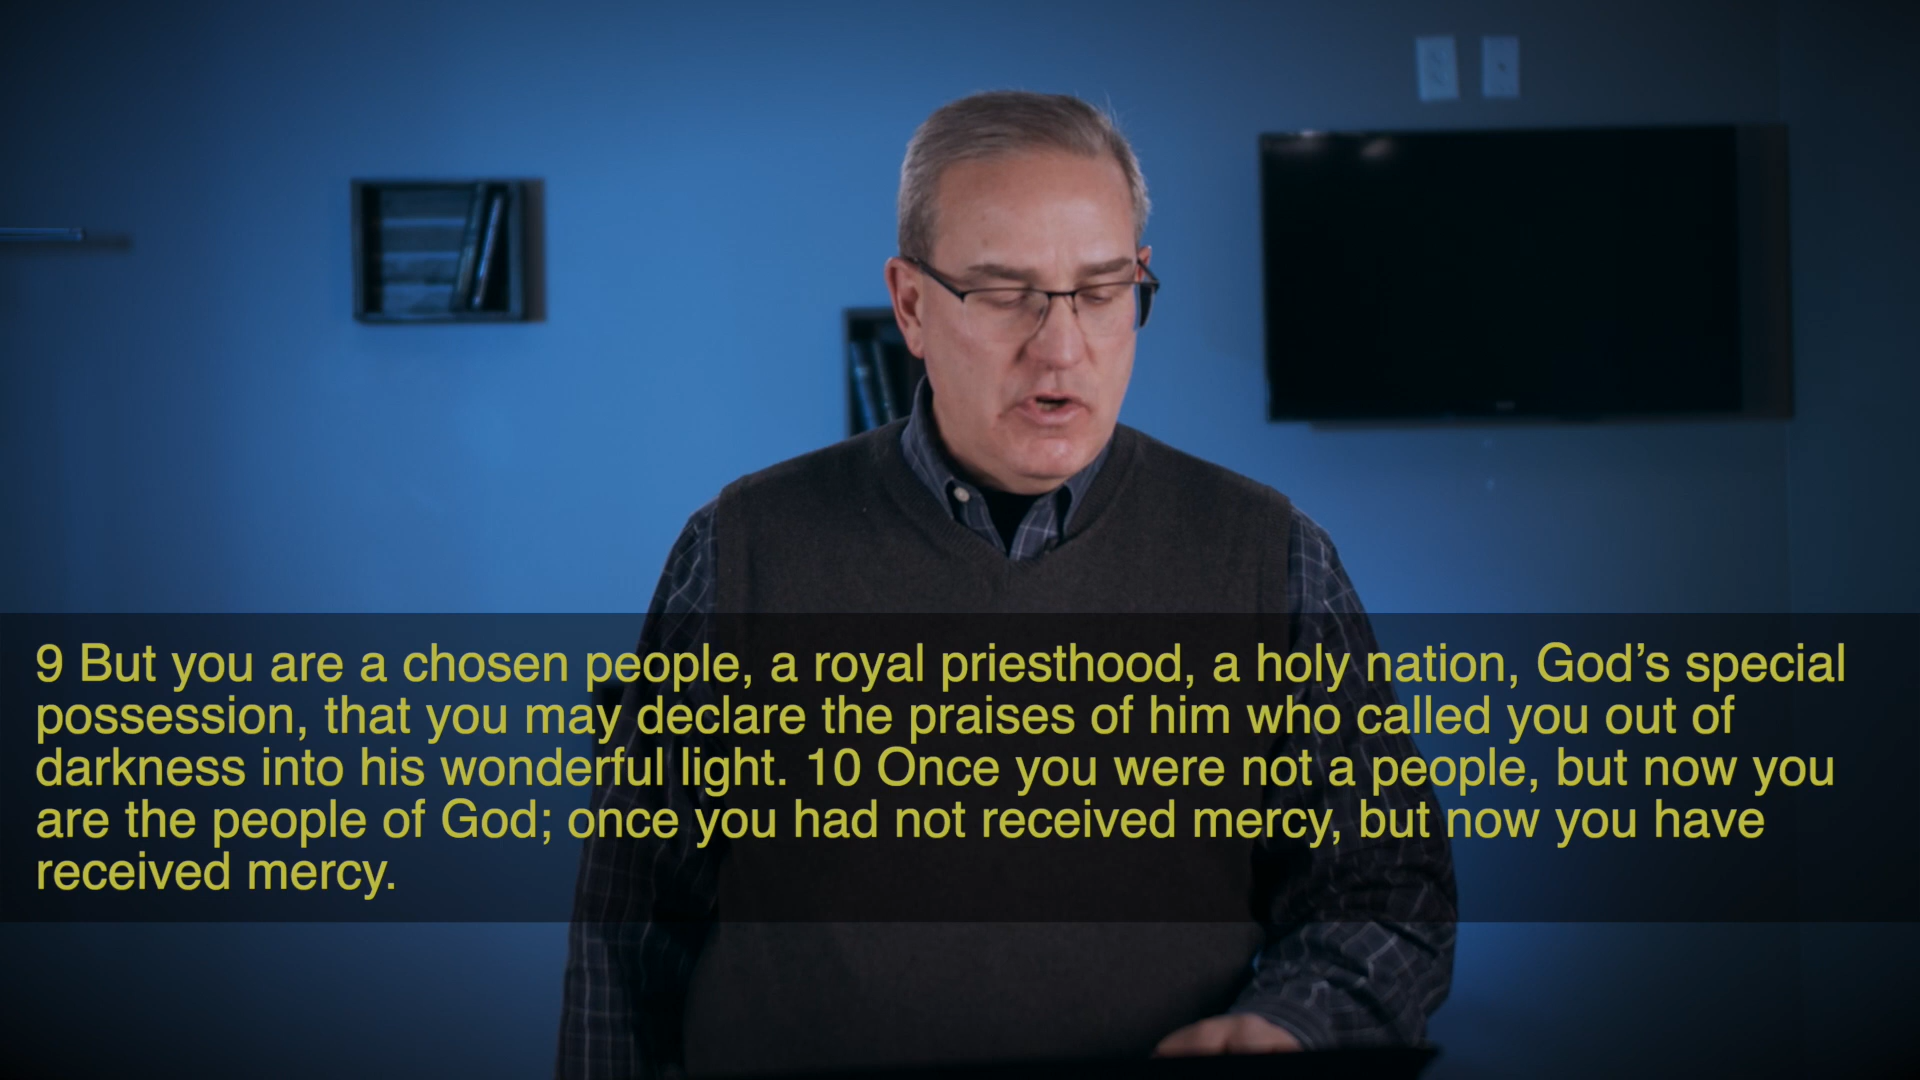 9 But you are a chosen people, a royal priesthood, a holy nation, God’s special
possession, that you may declare the praises of him who called you out of
darkness into his wonderful light. 10 Once you were not a people, but now you
are the people of God; once you had not received mercy, but now you have
received mercy.